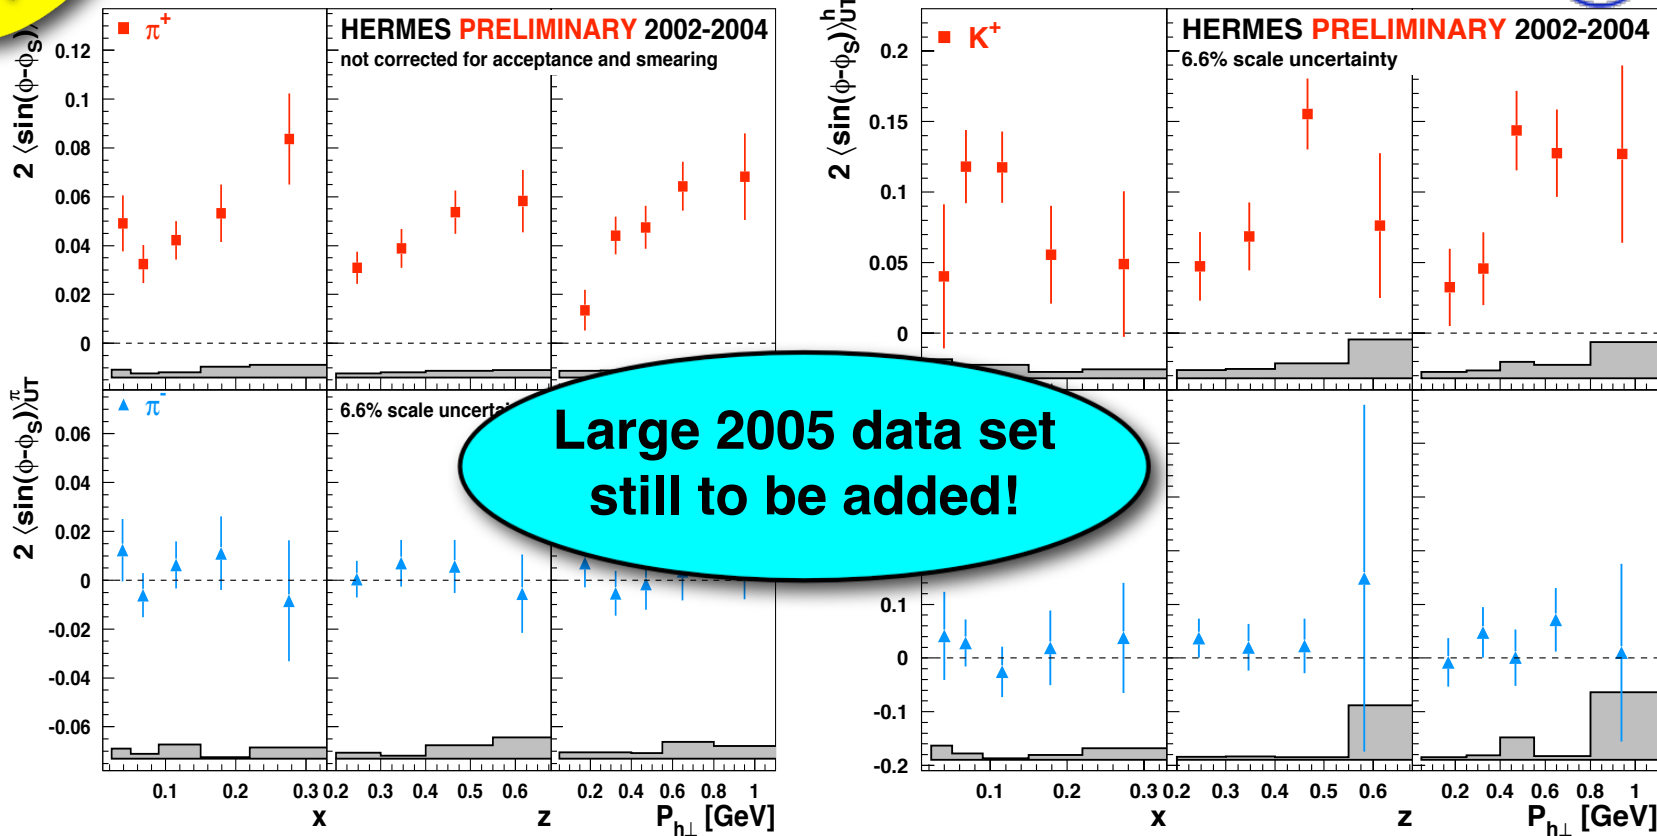 π+
HERMES PRELIMINARY 2002-2004
not corrected for acceptance and smearing
2 ⟨sin(ϕ-ϕS)⟩
0.12
0.1
0.08
0.06
0.04
0.02
0
π-
6.6% scale
2 ⟨sin(ϕ-ϕS)⟩πUT
0.06
0.04
0.02
0
-0.02
-0.04
-0.06
0.1 0.2 0.3
x
0.2 0.3 0.4 0.5 0.6
z
0.2 0.4 0.6 0.8 1
Ph⊥ [GeV]
K+
HERMES PRELIMINARY 2002-2004
6.6% scale uncertainty
2 ⟨sin(ϕ-ϕS)⟩hUT
0.2
0.15
0.1
0.05
0
0.1
0
-0.1
-0.2
0.1 0.2 0.3
x
0.2 0.3 0.4 0.5 0.6
z
0.2 0.4 0.6 0.8 1
Ph⊥ [GeV]
Large 2005 data set
still to be added!